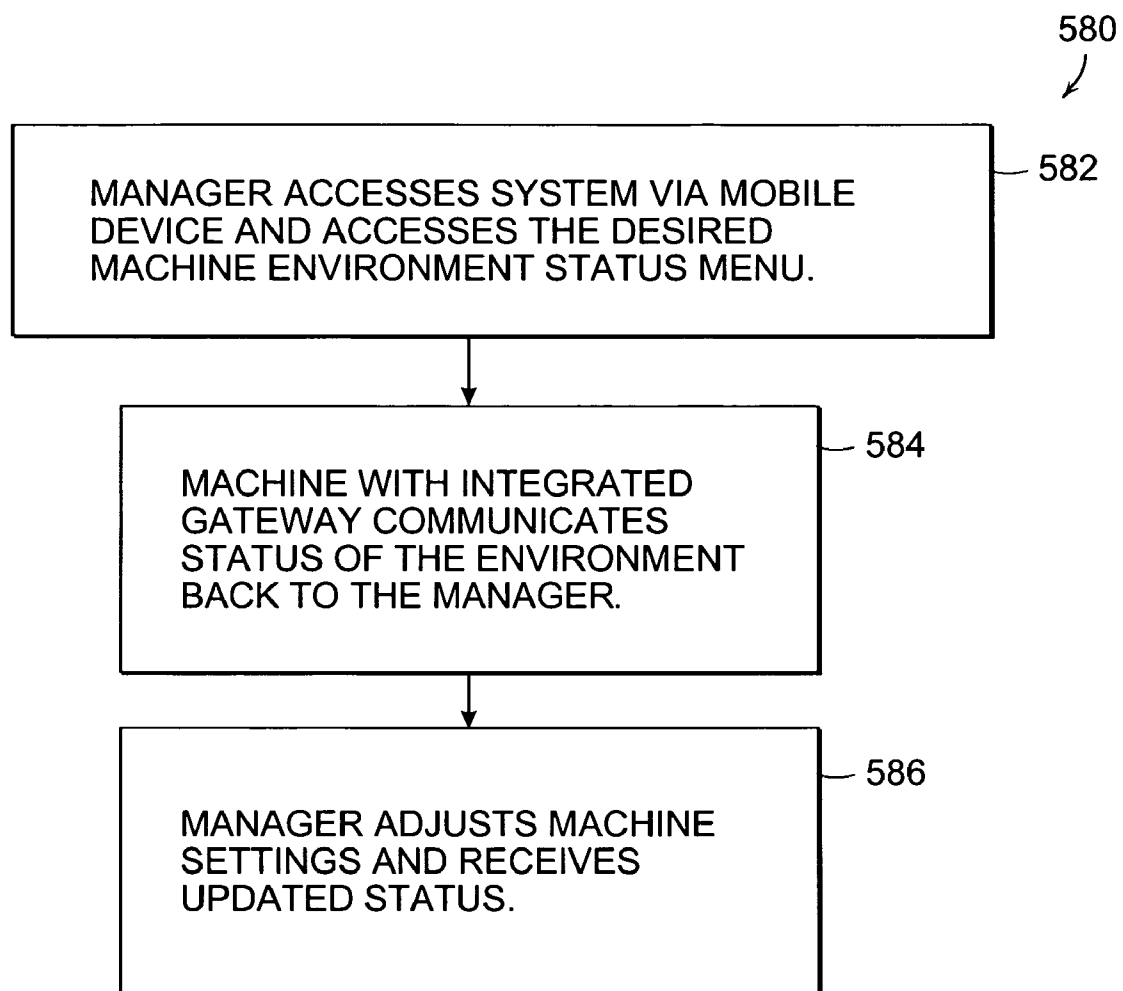 580
582
MANAGER ACCESSES SYSTEM VIA MOBILE
DEVICE AND ACCESSES THE DESIRED
MACHINE ENVIRONMENT STATUS MENU.
584
MACHINE WITH INTEGRATED
GATEWAY COMMUNICATES
STATUS OF THE ENVIRONMENT
BACK TO THE MANAGER.
586
MANAGER ADJUSTS MACHINE
SETTINGS AND RECEIVES
UPDATED STATUS.